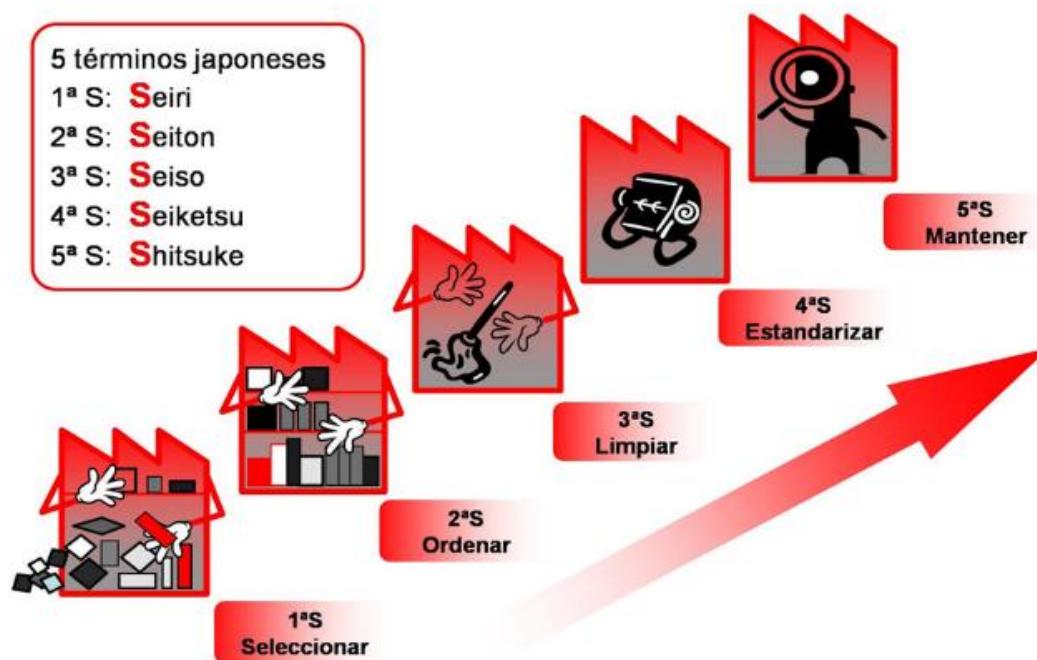 5 términos japoneses
1ª S: Seiri
2ª S: Seiton
3ª S: Seiso
4ª S: Seiketsu
5ª S: Shitsuke
5ªS
Mantener
4ªS
Estandarizar
3ªS
Limpiar
2ªS
Ordenar
1ªS
Seleccionar